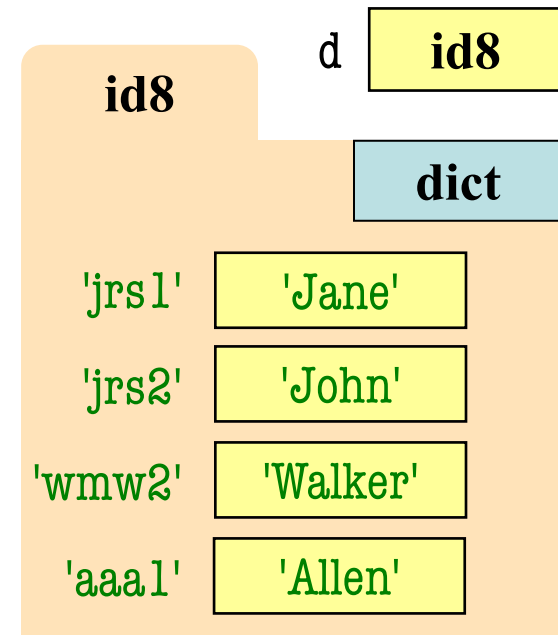 d id8
id8
dict
'jrs1' 'Jane'
'jrs2' 'John'
'wmw2' 'Walker'
'aaa1' 'Allen'